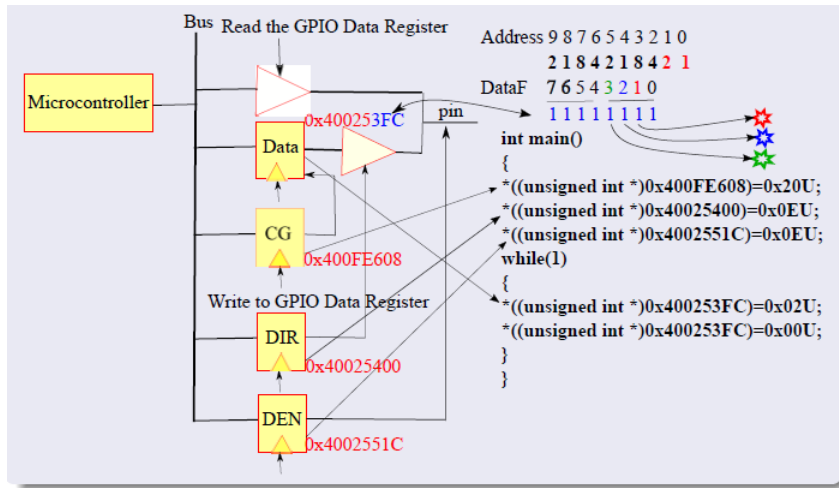 Bus
Read the GPIO Data Register
Microcontroller
0x400253FC
pin
Data
CG
0x400FE608
Write to GPIO Data Register
DIR
0x40025400
DEN
0x4002551C
Address 9 8 7 6 5 4 3 2 1 0
2 1 8 4 2 1 8 4 2 1
DataF 7 6 5 4 3 2 1 0
1 1 1 1 1 1 1 1
int main()
{
*((unsigned int *)0x400FE608)=0x20U;
*((unsigned int *)0x40025400)=0x0EU;
*((unsigned int *)0x4002551C)=0x0EU;
while(1)
{
*((unsigned int *)0x400253FC)=0x02U;
*((unsigned int *)0x400253FC)=0x00U;
}
}